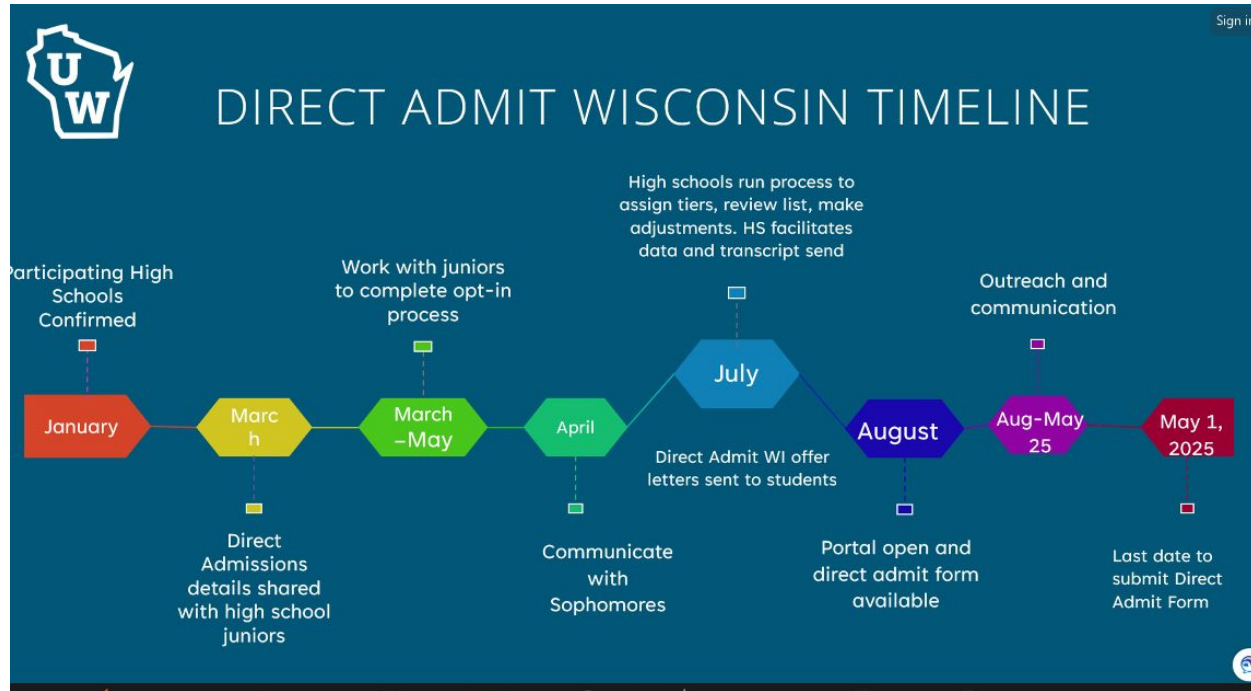 Sign in
U
W
DIRECT ADMIT WISCONSIN TIMELINE
High schools run process to
assign tiers, review list, make
adjustments. HS facilitates
data and transcript send
Participating High
Schools
Confirmed
Work with juniors
to complete opt-in
process
Outreach and
communication
January
Marc
h
March
–May
April
July
August
Aug-May
25
May 1,
2025
Direct Admit WI offer
letters sent to students
Direct
Admissions
details shared
with high school
juniors
Communicate
with
Sophomores
Portal open and
direct admit form
available
Last date to
submit Direct
Admit Form